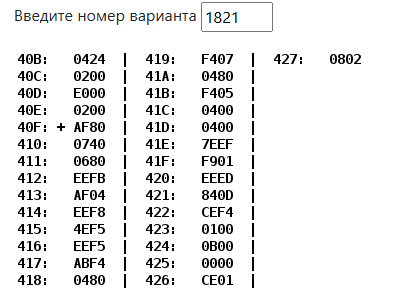 Введите номер варианта 1821
40B: 0424 | 419: F407 | 427: 0802
40C: 0200 | 41A: 0480 |
40D: E000 | 41B: F405 |
40E: 0200 | 41C: 0400 |
40F: + AF80 | 41D: 0400 |
410: 0740 | 41E: 7EEF |
411: 0680 | 41F: F901 |
412: EEFB | 420: EEED |
413: AF04 | 421: 840D |
414: EEF8 | 422: CEF4 |
415: 4EF5 | 423: 0100 |
416: EEF5 | 424: 0B00 |
417: ABF4 | 425: 0000 |
418: 0480 | 426: CE01 |